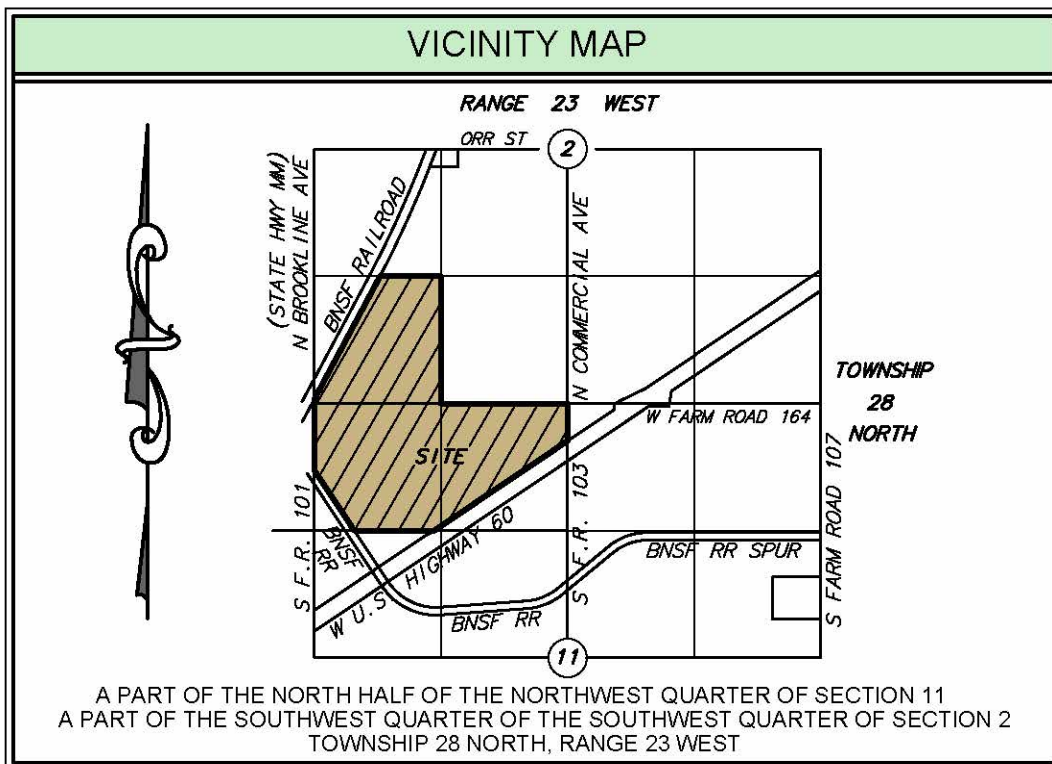 VICINITY MAP
RANGE 23 WEST
ORR ST
2
(STATE HWY MM)
N BROOKLINE AVE
BNSF RAILROAD
N COMMERCIAL AVE
TOWNSHIP
28
NORTH
W FARM ROAD 164
SITE
S F.R. 101
BNSF
RR
W U.S HIGHWAY 60
S F.R. 103
BNSF RR SPUR
S FARM ROAD 107
BNSF RR
11
A PART OF THE NORTH HALF OF THE NORTHWEST QUARTER OF SECTION 11
A PART OF THE SOUTHWEST QUARTER OF THE SOUTHWEST QUARTER OF SECTION 2
TOWNSHIP 28 NORTH, RANGE 23 WEST